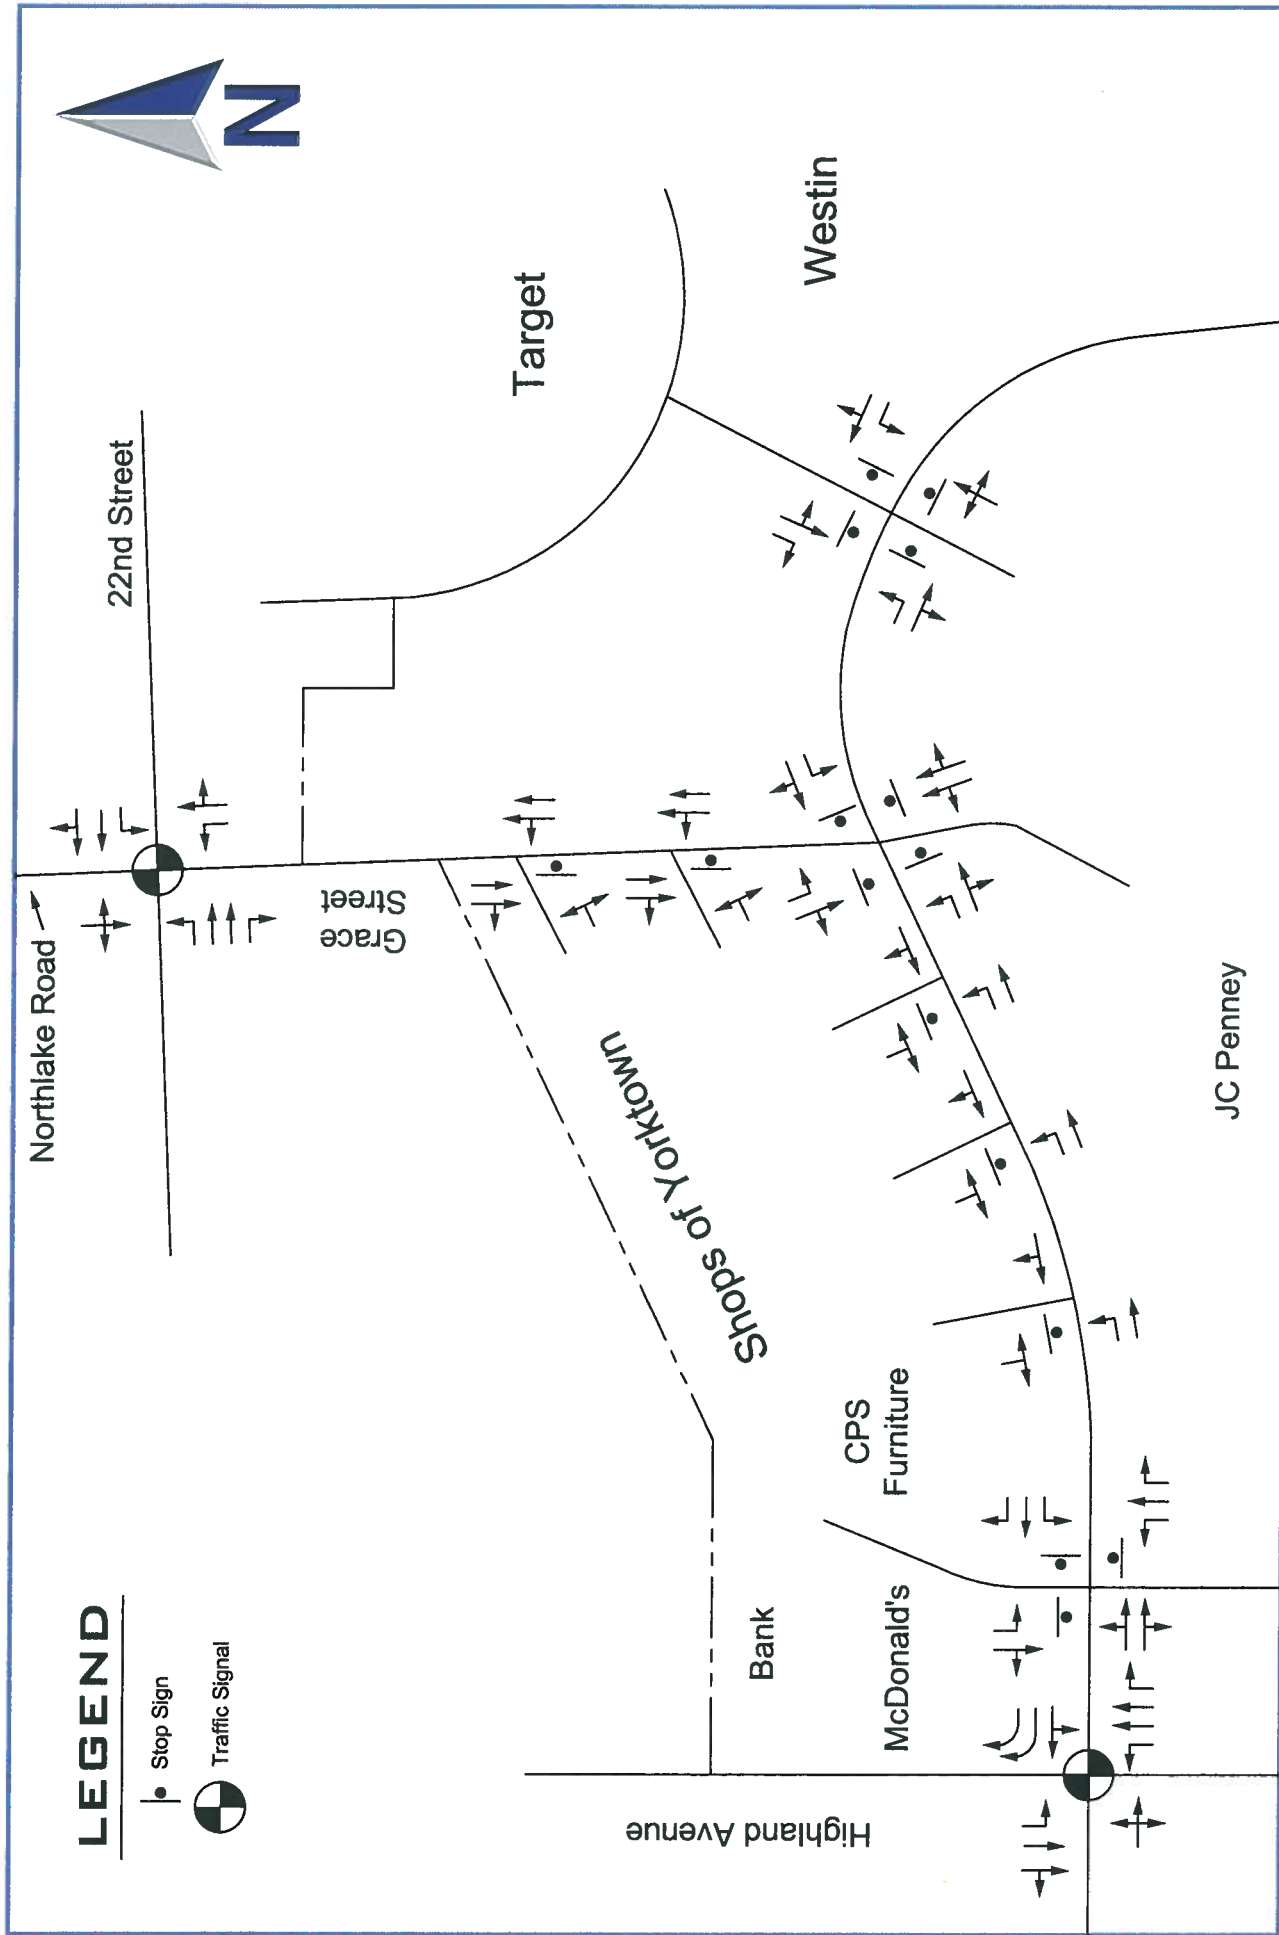 LEGEND
Stop Sign
Traffic Signal
N
Northlake Road
22nd Street
Grace
Street
Target
Westin
Shops of Yorktown
Bank
CPS
Furniture
McDonald's
Highland Avenue
JC Penney